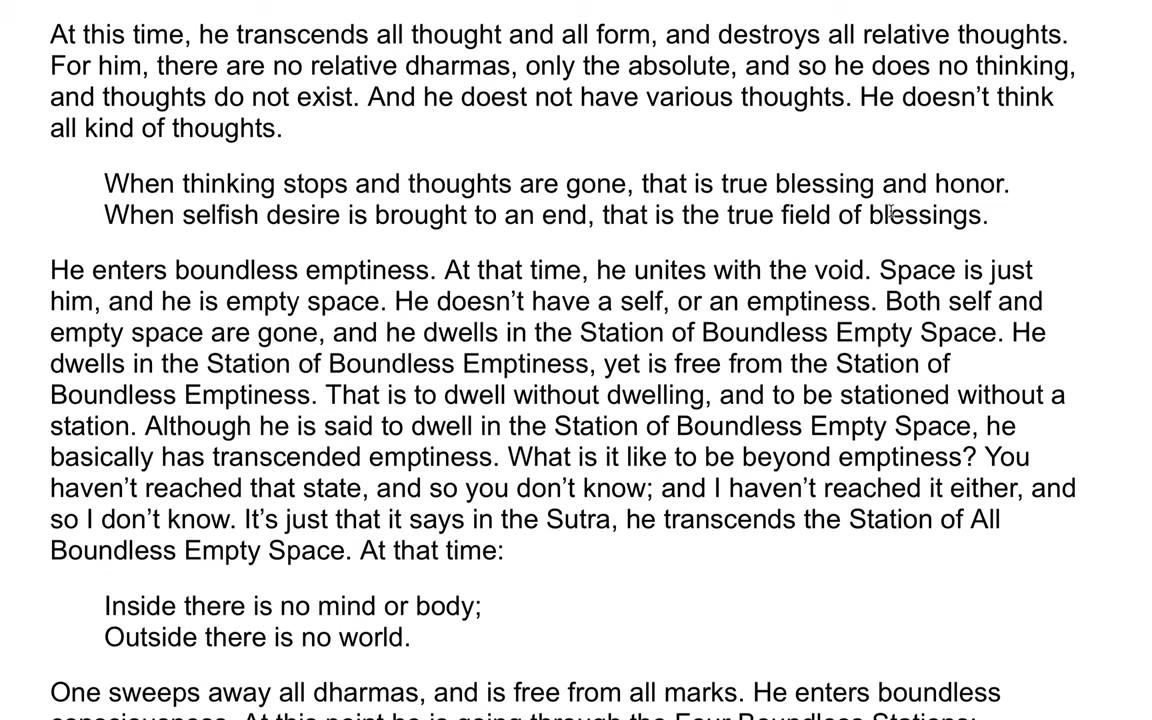 At this time, he transcends all thought and all form, and destroys all relative thoughts.
For him, there are no relative dharmas, only the absolute, and so he does no thinking,
and thoughts do not exist. And he doest not have various thoughts. He doesn’t think
all kind of thoughts.
When thinking stops and thoughts are gone, that is true blessing and honor.
When selfish desire is brought to an end, that is the true field of blessings.
He enters boundless emptiness. At that time, he unites with the void. Space is just
him, and he is empty space. He doesn’t have a self, or an emptiness. Both self and
empty space are gone, and he dwells in the Station of Boundless Empty Space. He
dwells in the Station of Boundless Emptiness, yet is free from the Station of
Boundless Emptiness. That is to dwell without dwelling, and to be stationed without a
station. Although he is said to dwell in the Station of Boundless Empty Space, he
basically has transcended emptiness. What is it like to be beyond emptiness? You
haven’t reached that state, and so you don’t know; and I haven’t reached it either, and
so I don’t know. It’s just that it says in the Sutra, he transcends the Station of All
Boundless Empty Space. At that time:
Inside there is no mind or body;
Outside there is no world.
One sweeps away all dharmas, and is free from all marks. He enters boundless
consciousness. At this point he is going through the Four Boundless Stations: